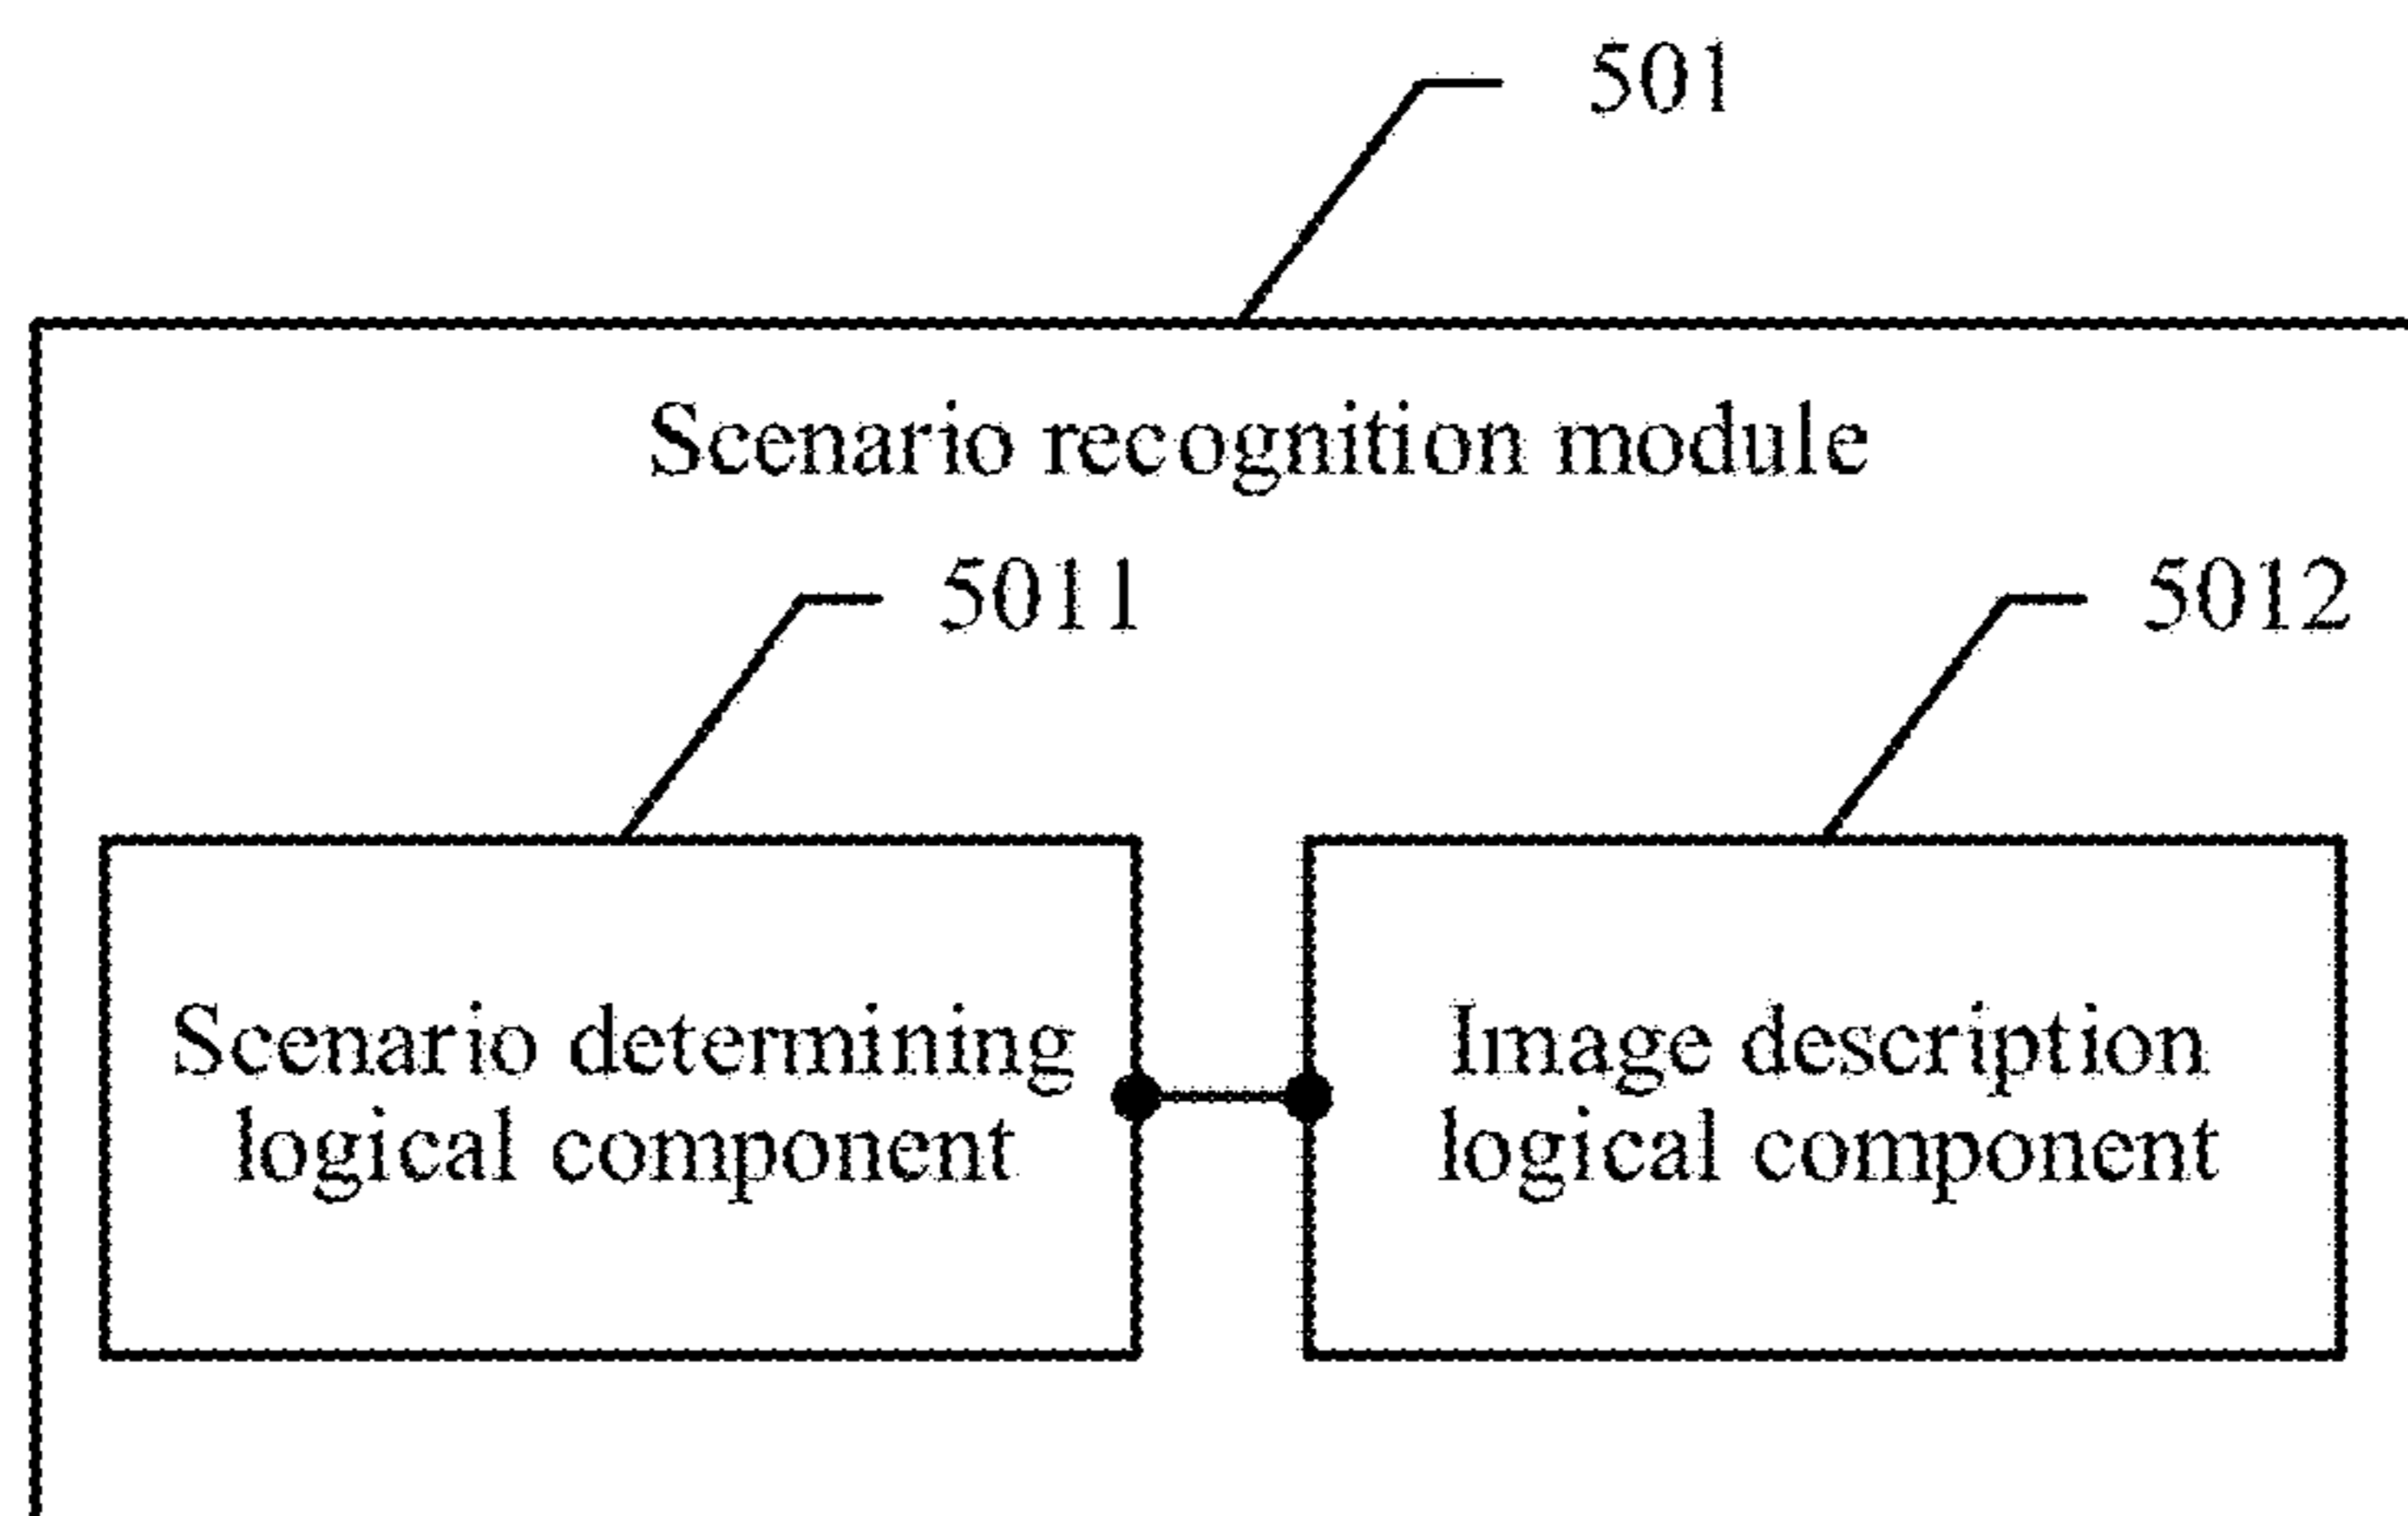 501
Scenario recognition module
5011
5012
Scenario determining
logical component
Image description
logical component